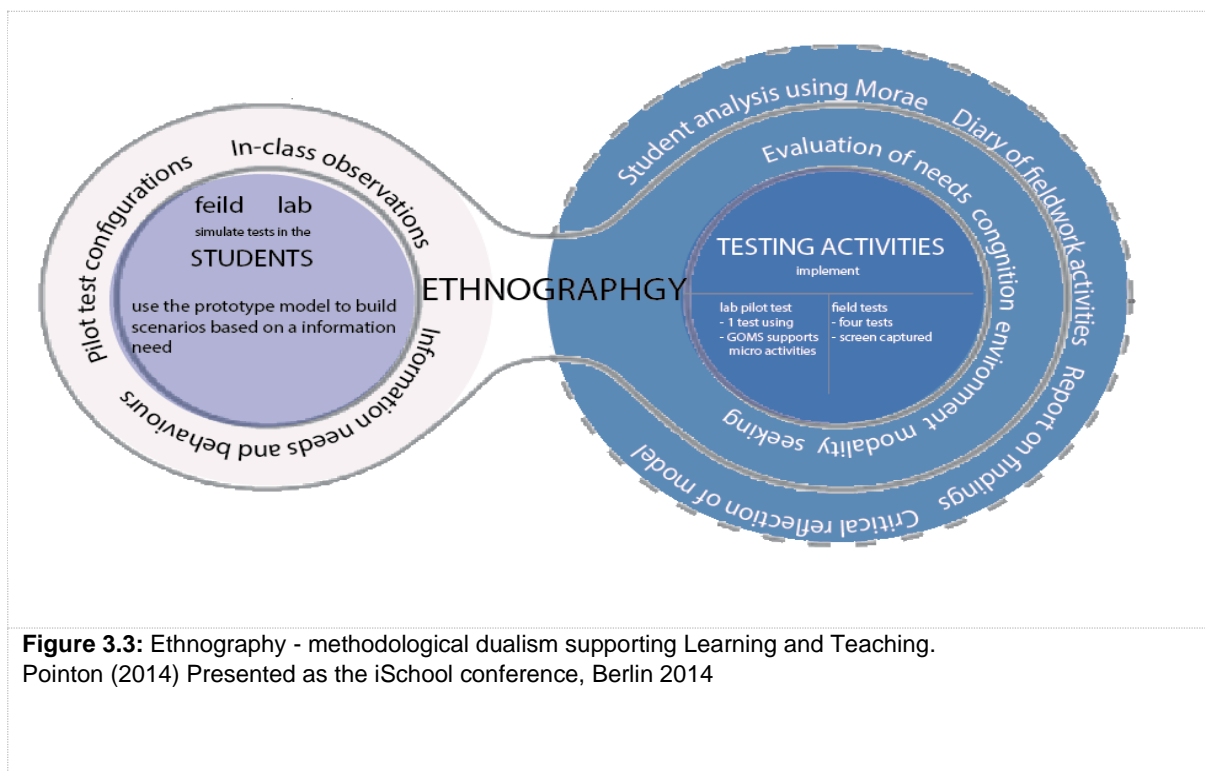 Pilot test configurations
In-class observations
Information needs and behaviours
feild lab
simulate tests in the
STUDENTS
use the prototype model to build
scenarios based on a information
need
ETHNOGRAPHGY
Student analysis using Morae
Diary of fieldwork activities
Report on findings
Critical reflection of model
Evaluation of needs congnition environment modality seeking
TESTING ACTIVITIES
implement
lab pilot test
- 1 test using
- GOMS supports
micro activities
field tests
- four tests
- screen captured
Figure 3.3: Ethnography - methodological dualism supporting Learning and Teaching.
Pointon (2014) Presented as the iSchool conference, Berlin 2014